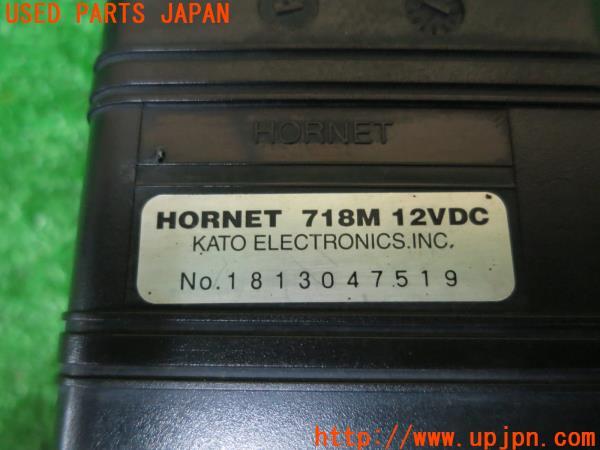 USED PARTS JAPAN
HORNET
HORNET 718M 12VDC
KATO ELECTRONICS.INC.
No.1813047519
http://www.upjpn.com/